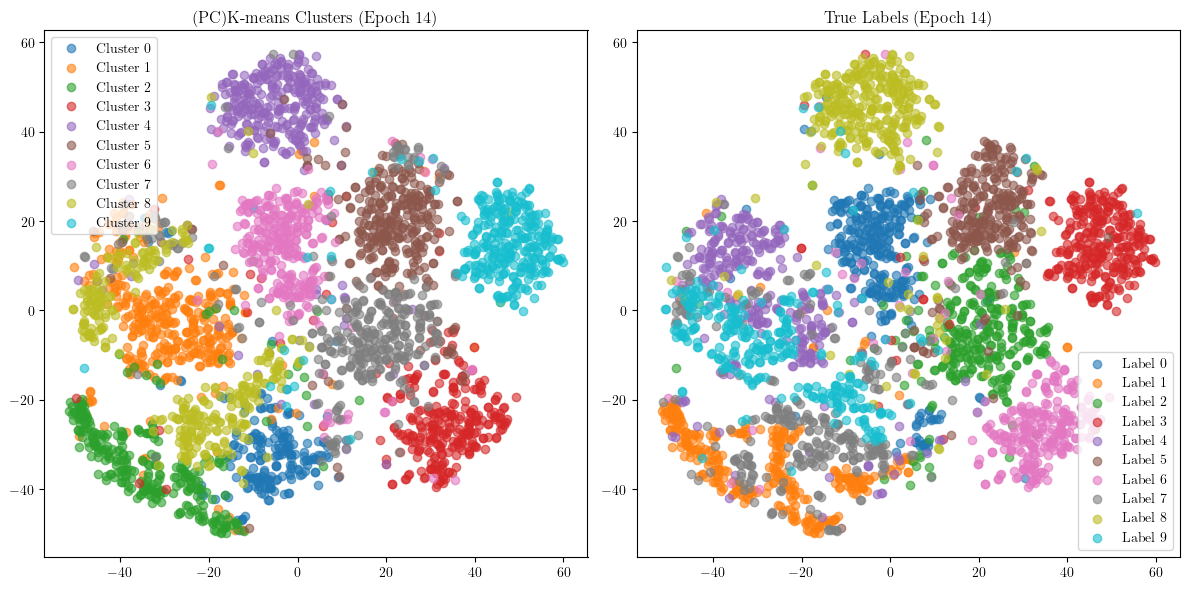 (PC)K-means Clusters (Epoch 14)
60
40
20
0
−20
−40
−40
−20
0
20
40
60
Cluster 0
Cluster 1
Cluster 2
Cluster 3
Cluster 4
Cluster 5
Cluster 6
Cluster 7
Cluster 8
Cluster 9
True Labels (Epoch 14)
60
40
20
0
−20
−40
−40
−20
0
20
40
60
Label 0
Label 1
Label 2
Label 3
Label 4
Label 5
Label 6
Label 7
Label 8
Label 9